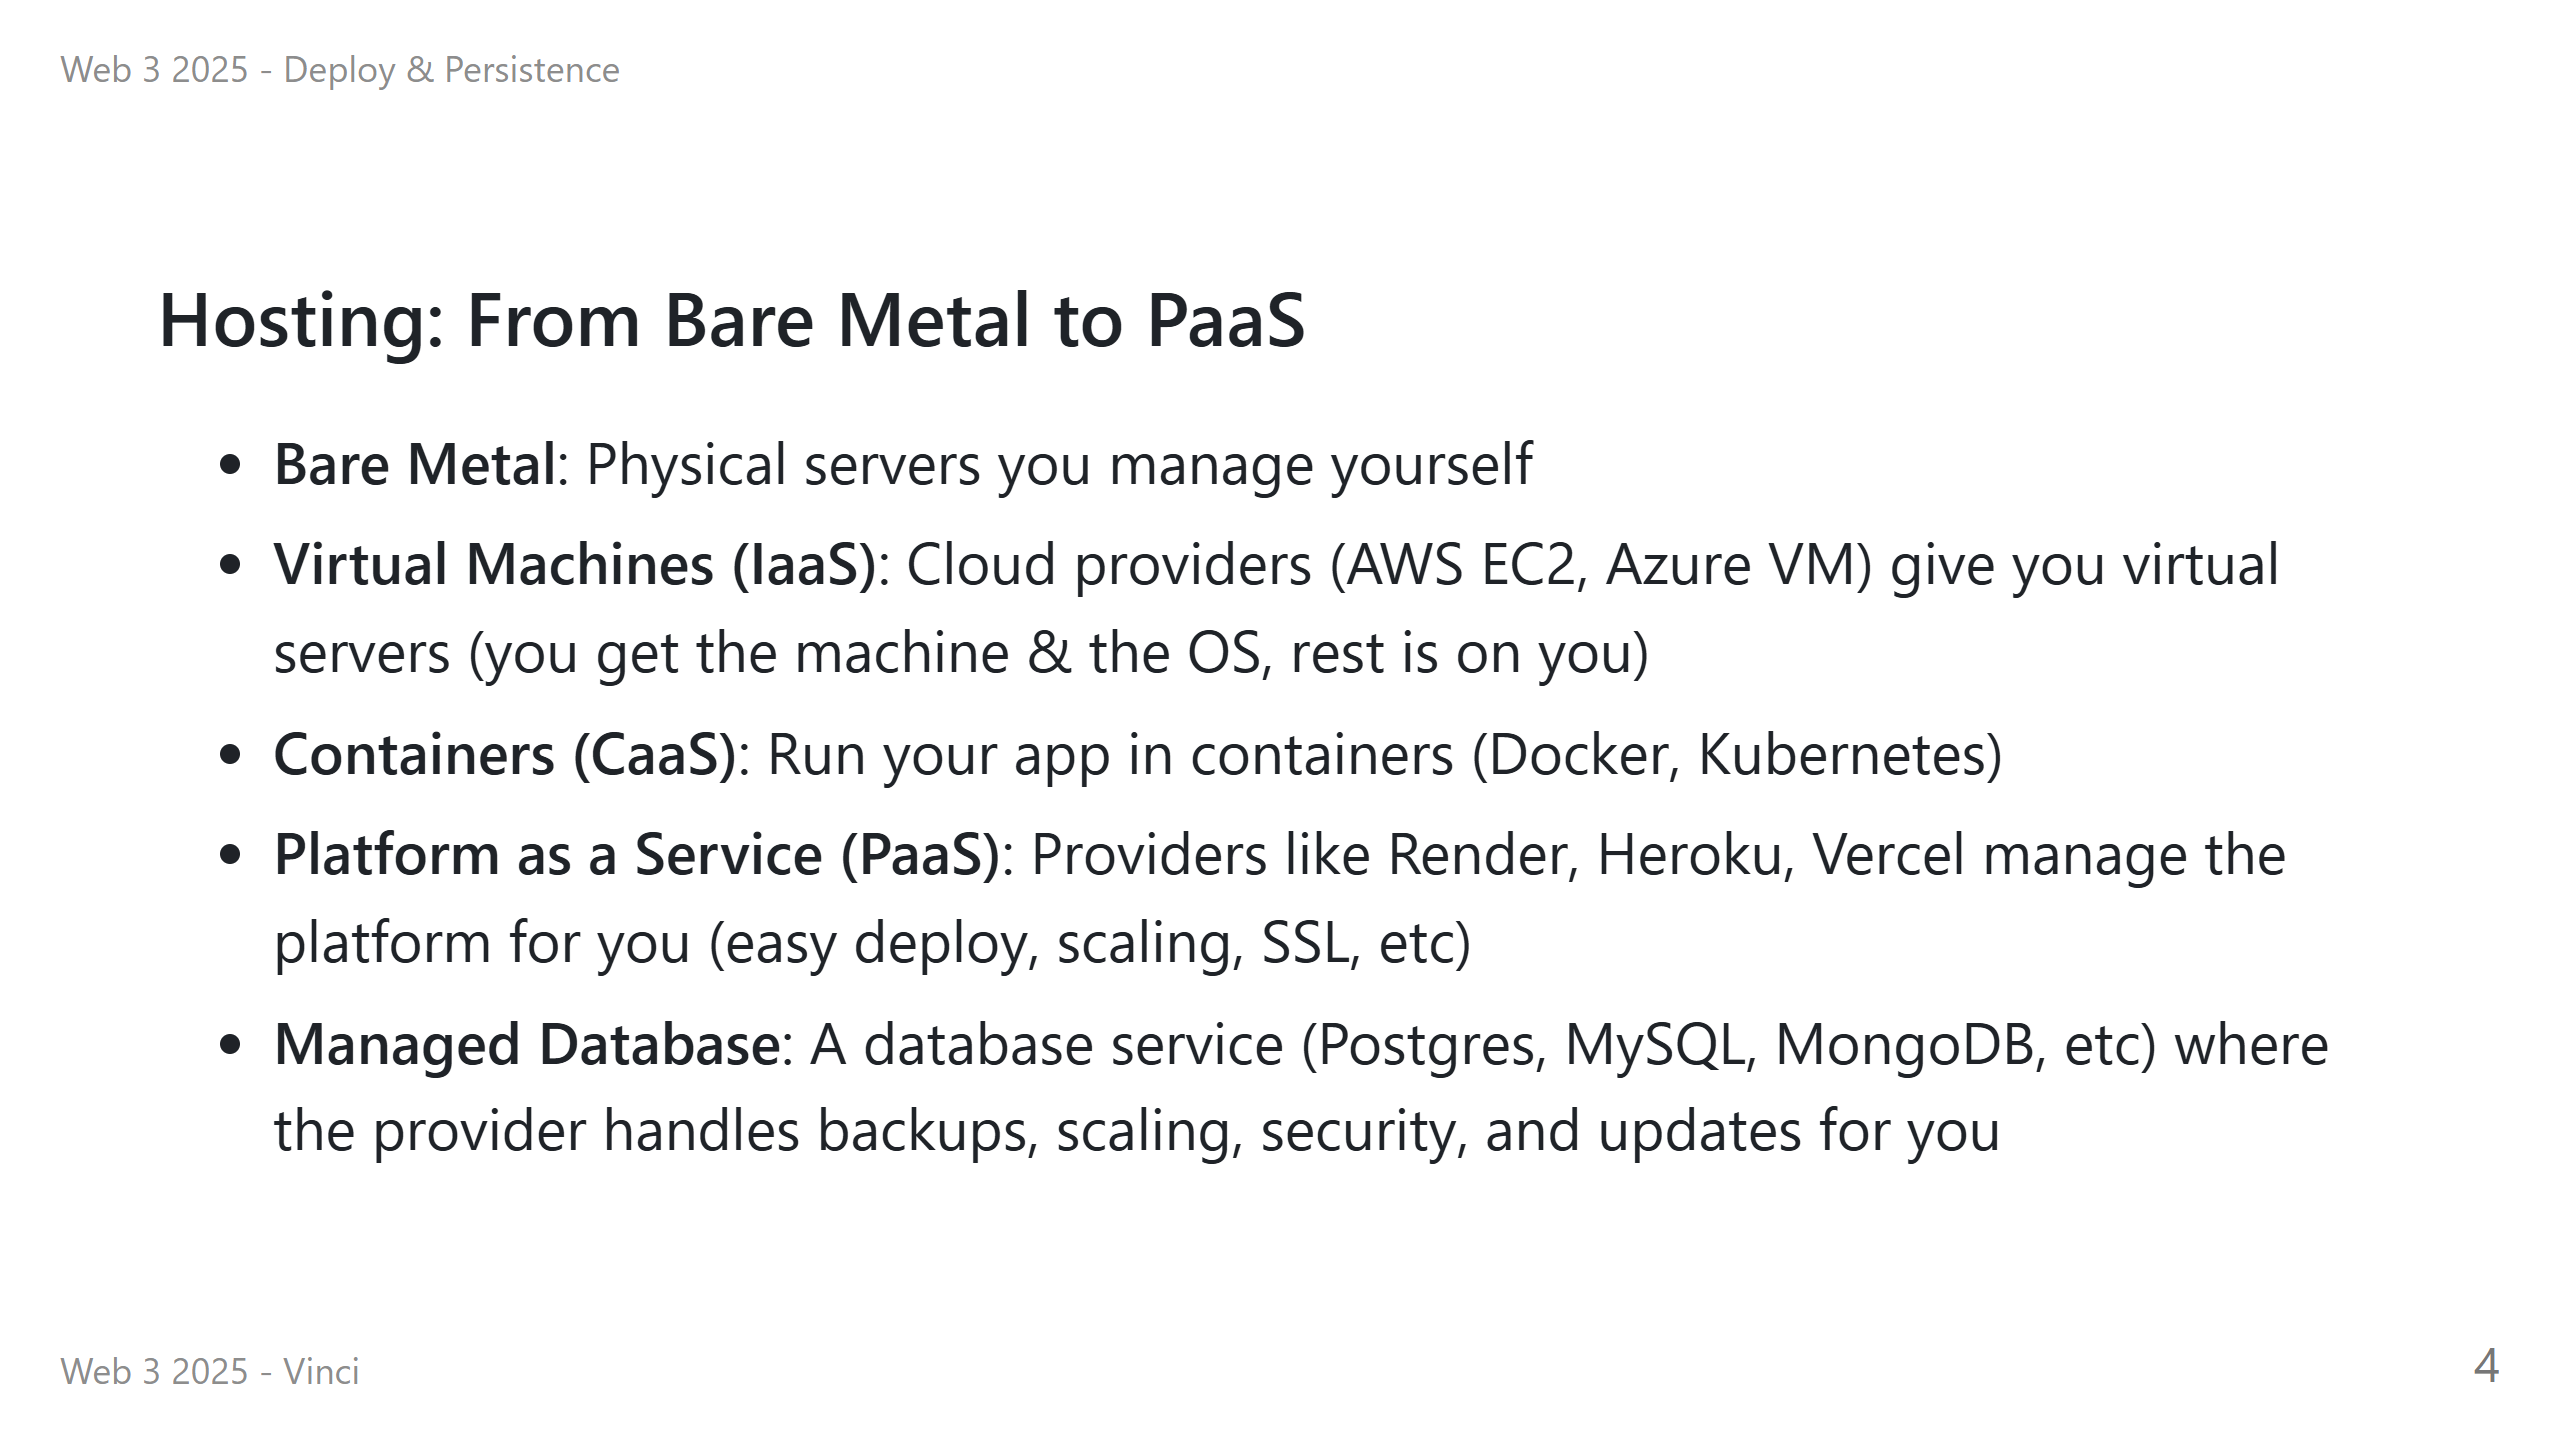 Web 3 2025 - Deploy & Persistence
Hosting: From Bare Metal to PaaS
• Bare Metal: Physical servers you manage yourself
• Virtual Machines (IaaS): Cloud providers (AWS EC2, Azure VM) give you virtual
servers (you get the machine & the OS, rest is on you)
• Containers (CaaS): Run your app in containers (Docker, Kubernetes)
• Platform as a Service (PaaS): Providers like Render, Heroku, Vercel manage the
platform for you (easy deploy, scaling, SSL, etc)
• Managed Database: A database service (Postgres, MySQL, MongoDB, etc) where
the provider handles backups, scaling, security, and updates for you
Web 3 2025 - Vinci
4